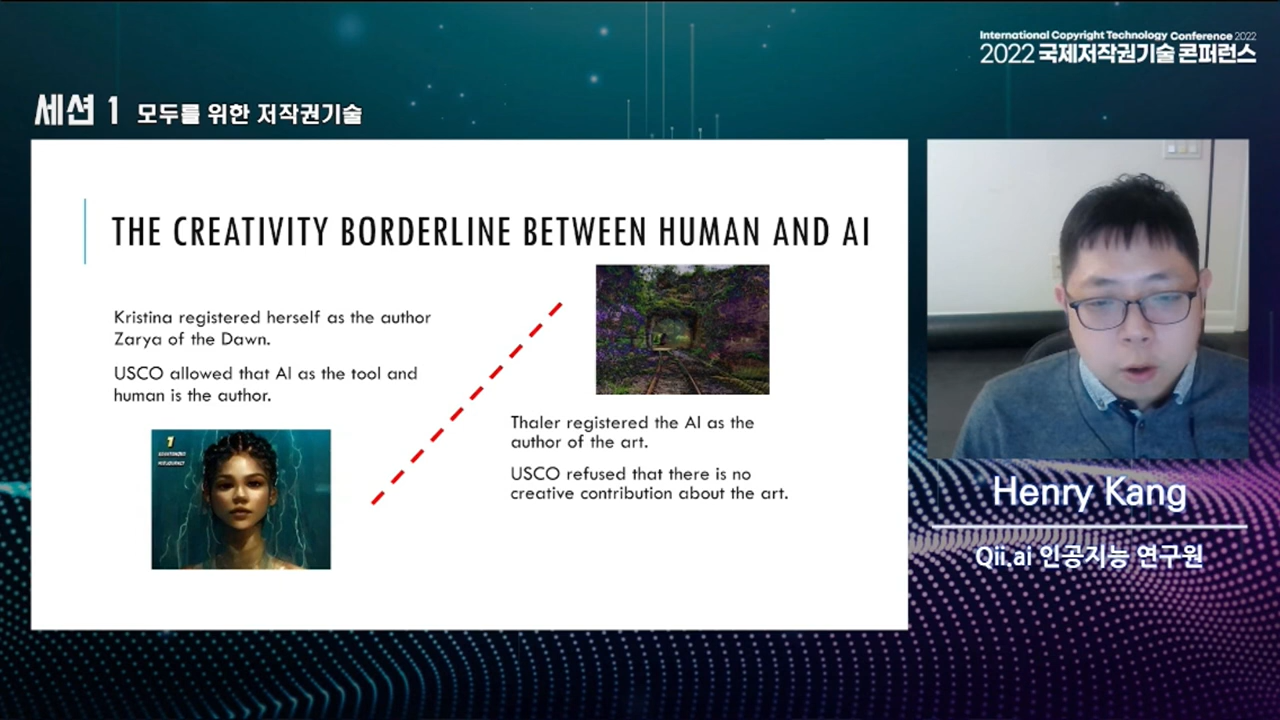 International Copyright Technology Conference 2022
2022 국제저작권기술 콘퍼런스
세션 1 모두를 위한 저작권기술
THE CREATIVITY BORDERLINE BETWEEN HUMAN AND AI
Kristina registered herself as the author
Zarya of the Dawn.
USCO allowed that AI as the tool and
human is the author.
1
KASHTANOVA
MIDJOURNEY
Thaler registered the AI as the
author of the art.
USCO refused that there is no
creative contribution about the art.
Henry Kang
Qii.ai 인공지능 연구원